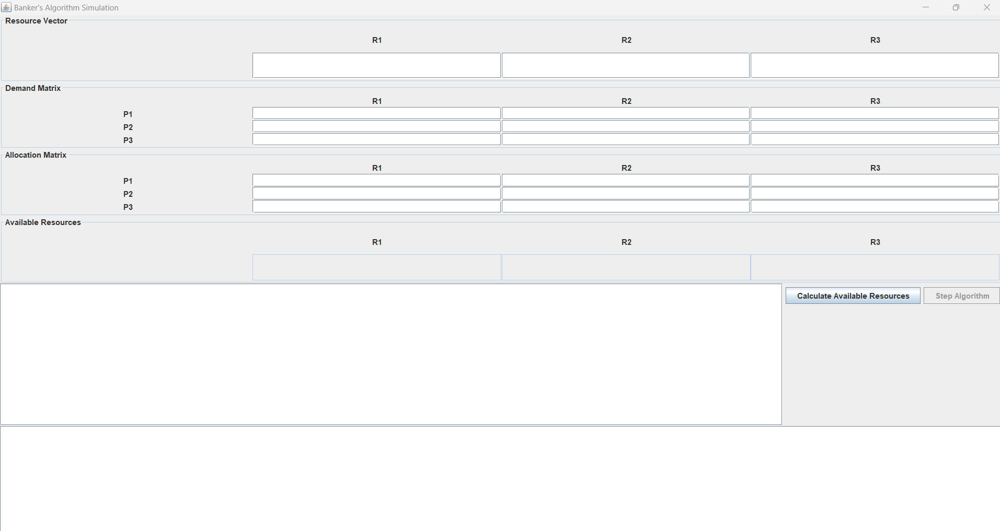 Banker's Algorithm Simulation
Resource Vector
R1 R2 R3
Demand Matrix
R1 R2 R3
P1
P2
P3
Allocation Matrix
R1 R2 R3
P1
P2
P3
Available Resources
R1 R2 R3
Calculate Available Resources Step Algorithm